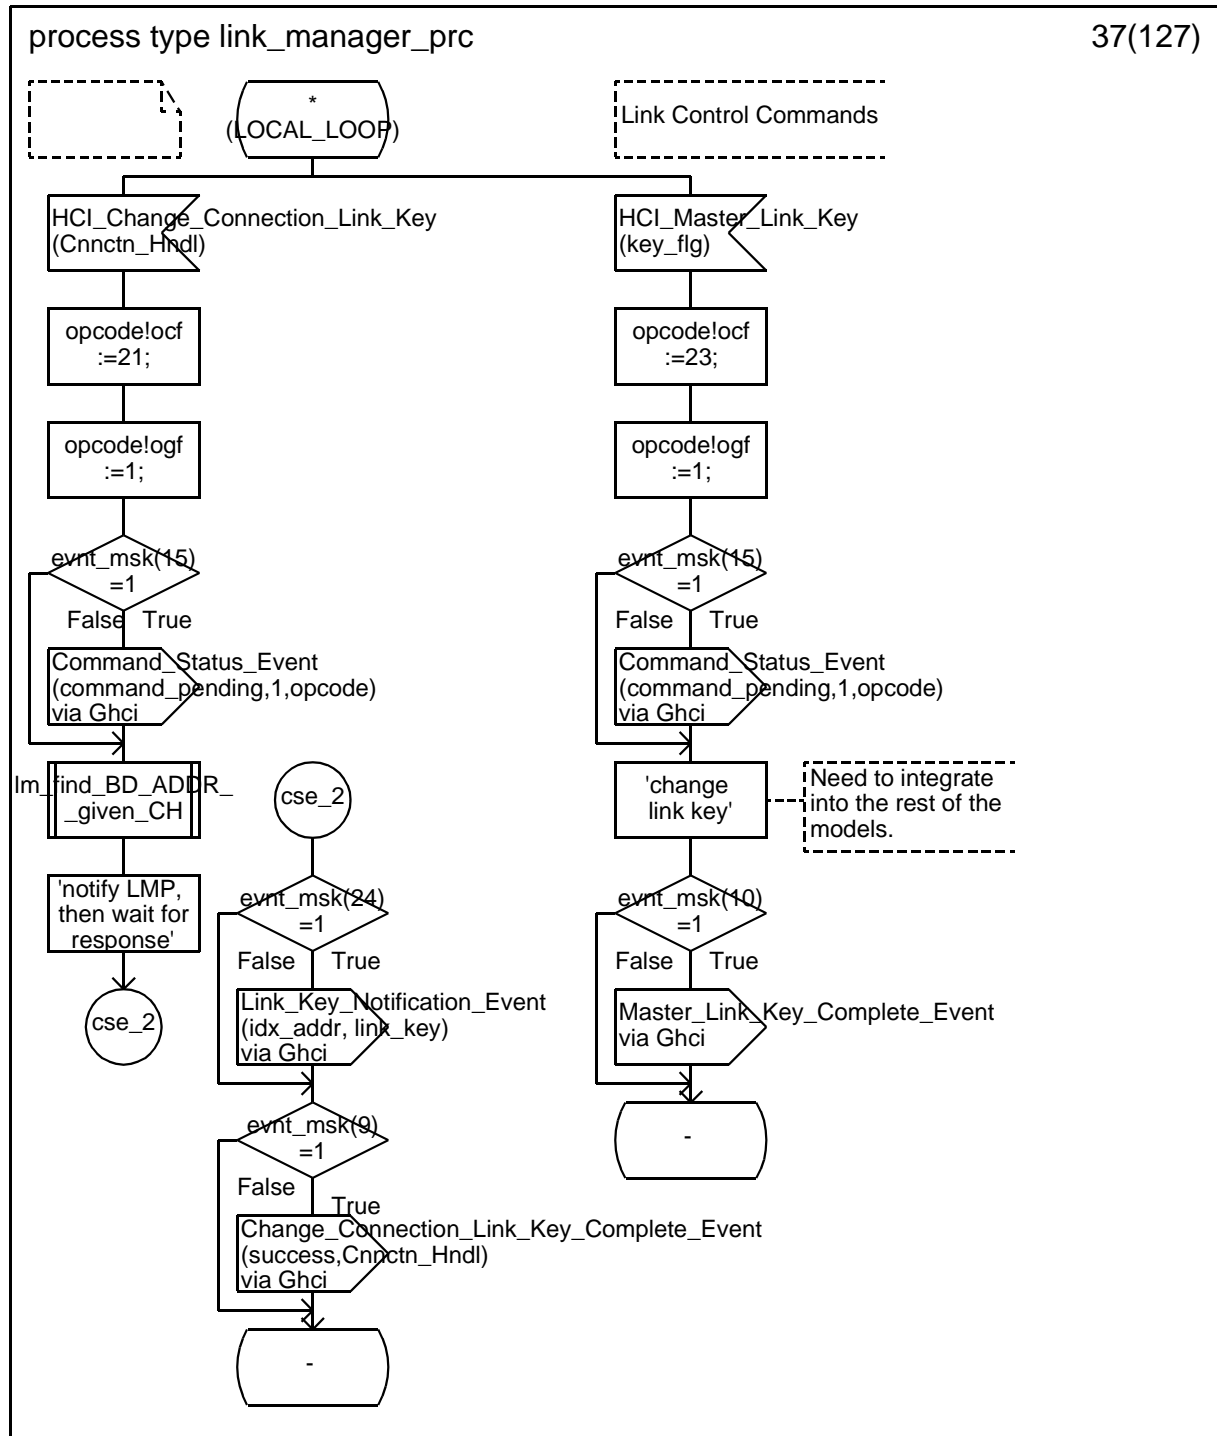 process type link_manager_prc
37(127)
*
(LOCAL_LOOP)
Link Control Commands
HCI_Change_Connection_Link_Key
(Cnnctn_Hndl)
HCI_Master_Link_Key
(key_flg)
opcode!ocf
:=21;
opcode!ocf
:=23;
opcode!ogf
:=1;
opcode!ogf
:=1;
evnt_msk(15)
=1
evnt_msk(15)
=1
False True
False True
Command_Status_Event
(command_pending,1,opcode)
via Ghci
Command_Status_Event
(command_pending,1,opcode)
via Ghci
lm_find_BD_ADDR_
_given_CH
cse_2
'change
link key'
Need to integrate
into the rest of the
models.
'notify LMP,
then wait for
response'
evnt_msk(24)
=1
evnt_msk(10)
=1
False True
False True
cse_2
Link_Key_Notification_Event
(idx_addr, link_key)
via Ghci
Master_Link_Key_Complete_Event
via Ghci
evnt_msk(9)
=1
-
False
True
Change_Connection_Link_Key_Complete_Event
(success,Cnnctn_Hndl)
via Ghci
-